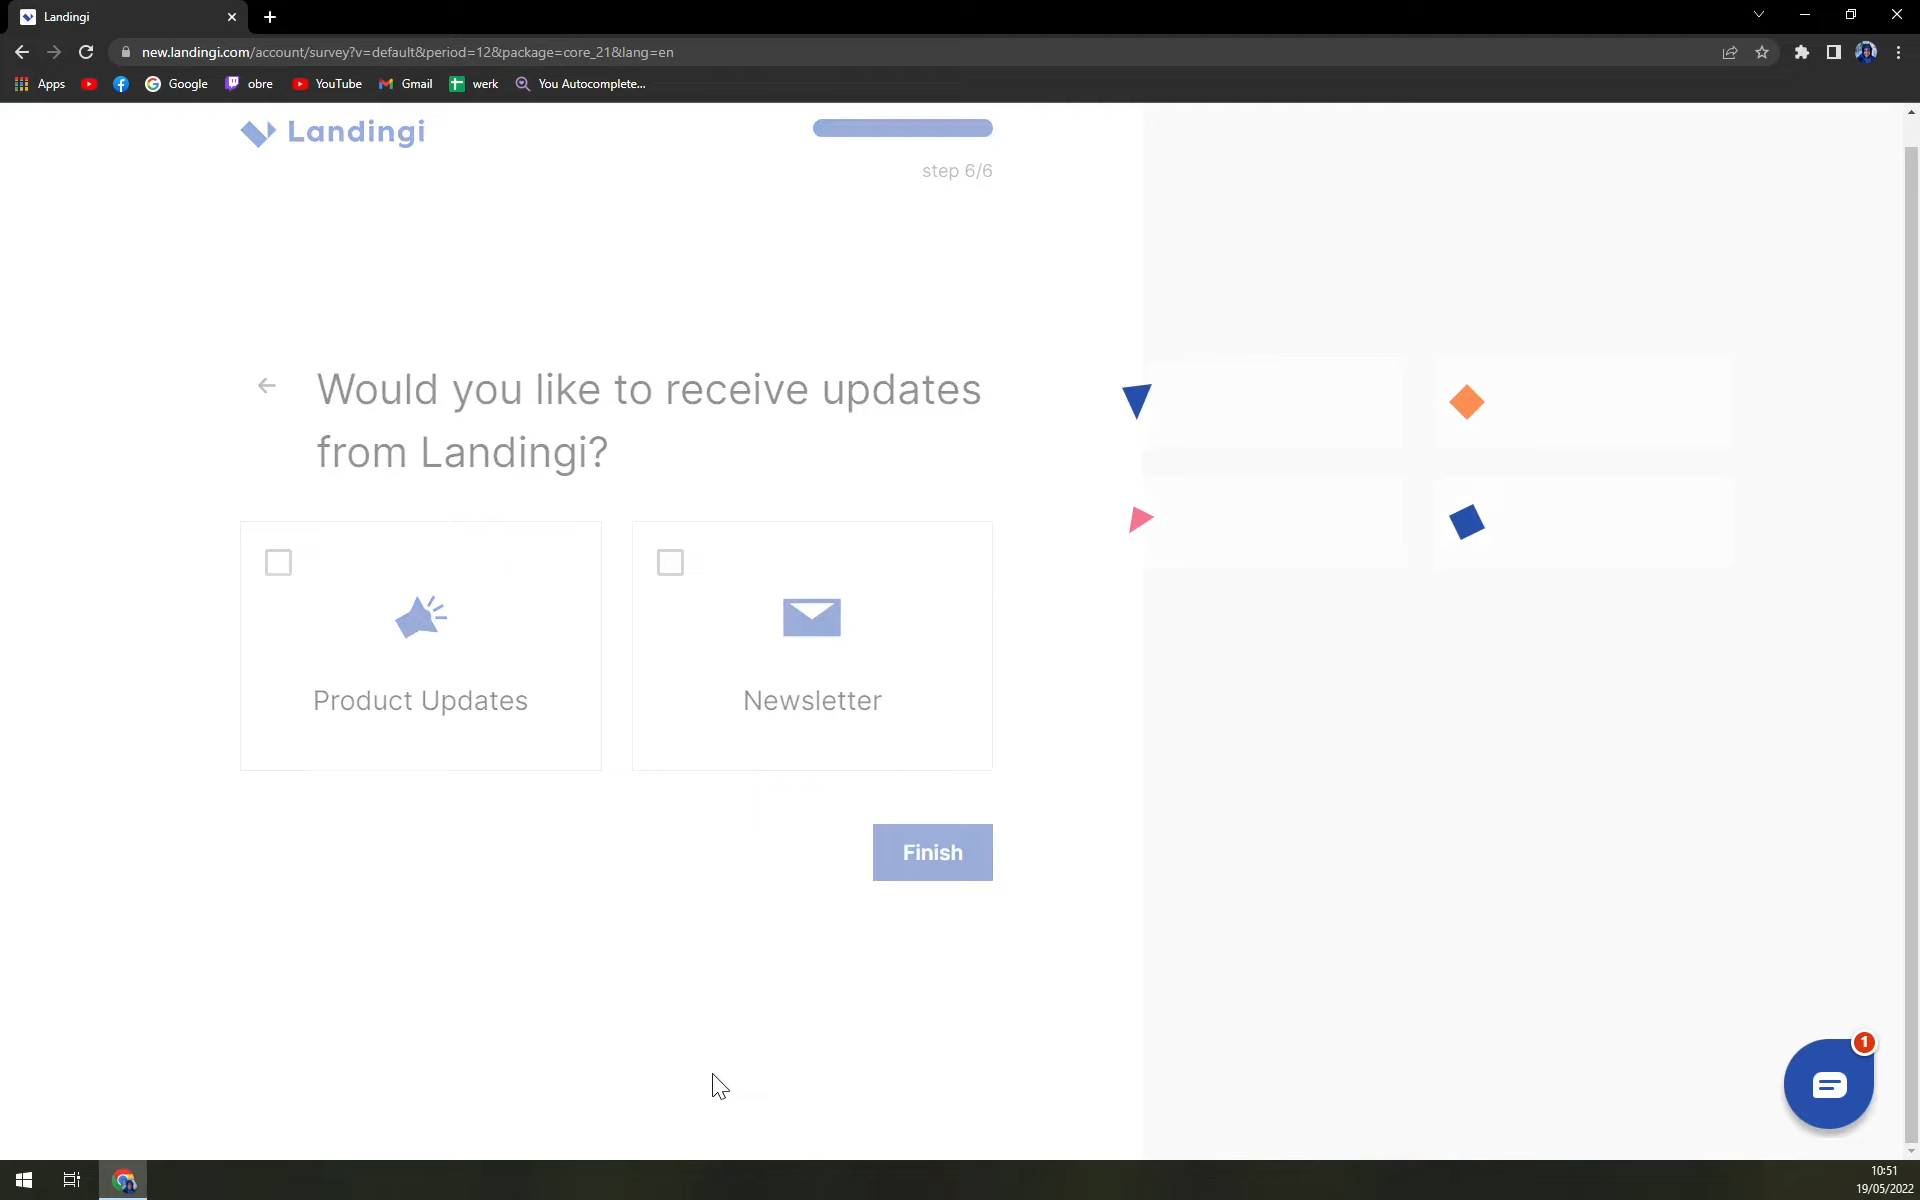 Landingi
new.landingi.com/account/survey?v=default&period=12&package=core_21&lang=en
Apps
Google
obre
YouTube
Gmail
werk
You Autocomplete...
Landingi
step 6/6
Would you like to receive updates
from Landingi?
Product Updates
Newsletter
Finish
1
10:51
19/05/2022